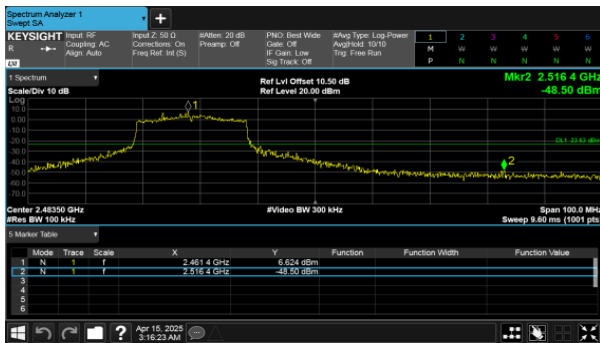 Spectrum Analyzer 1
Swept SA
+
KEYSIGHT Input: RF Input Z: 50 Ω #Atten: 20 dB PNO: Best Wide #Avg Type: Log-Power 1 2 3 4 5 6
R Coupling: AC Corrections: On Preamp: Off Gate: Off Avg|Hold: 10/10 M W W W W W
Align: Auto Freq Ref: Int (S) IF Gain: Low Trig: Free Run P N N N N N
LXI Sig Track: Off
1 Spectrum Ref Lvl Offset 10.50 dB Mkr2 2.516 4 GHz
Scale/Div 10 dB Ref Level 20.00 dBm -48.50 dBm
Log
10.0
0.00
-10.0
-20.0
-30.0
-40.0
-50.0
-60.0
-70.0
1
DL1 -23.63 dBm
2
Center 2.48350 GHz #Video BW 300 kHz Span 100.0 MHz
#Res BW 100 kHz Sweep 9.60 ms (1001 pts)
5 Marker Table
Mode Trace Scale X Y Function Function Width Function Value
1 N 1 f 2.461 4 GHz 6.624 dBm
2 N 1 f 2.516 4 GHz -48.50 dBm
3
4
5
6
? Apr 15, 2025
3:16:23 AM